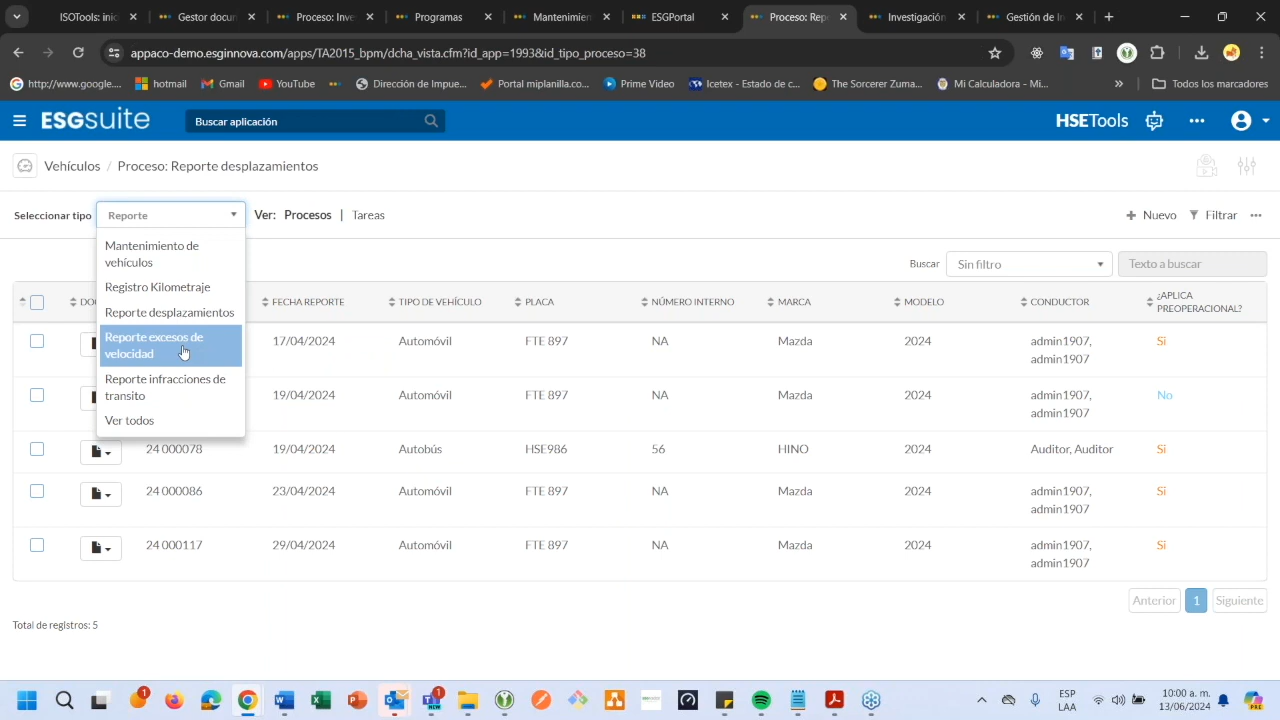 ISOTools: inic
Gestor docun
Proceso: Inve
Programas
Mantenimien
ESGPortal
Proceso: Repo
Investigación
Gestión de In
appaco-demo.esginnova.com/apps/TA2015_bpm/dcha_vista.cfm?id_app=1993&id_tipo_proceso=38
http://www.google....
hotmail
Gmail
YouTube
Dirección de Impue...
Portal miplanilla.co...
Prime Video
Icetex - Estado de c...
The Sorcerer Zuma...
Mi Calculadora - Mi...
»
Todos los marcadores
ESGsuite
Buscar aplicación
HSETools
Vehículos / Proceso: Reporte desplazamientos
Seleccionar tipo
Reporte
Ver: Procesos | Tareas
Nuevo
Filtrar
Mantenimiento de
vehículos
Registro Kilometraje
Reporte desplazamientos
Reporte excesos de
velocidad
Reporte infracciones de
transito
Ver todos
Buscar
Sin filtro
Texto a buscar
DO
FECHA REPORTE
TIPO DE VEHÍCULO
PLACA
NÚMERO INTERNO
MARCA
MODELO
CONDUCTOR
¿APLICA
PREOPERACIONAL?
17/04/2024 Automóvil FTE 897 NA Mazda 2024 admin1907, Si
admin1907
19/04/2024 Automóvil FTE 897 NA Mazda 2024 admin1907, No
admin1907
24 000078 19/04/2024 Autobús HSE986 56 HINO 2024 Auditor, Auditor Si
24 000086 23/04/2024 Automóvil FTE 897 NA Mazda 2024 admin1907, Si
admin1907
24 000117 29/04/2024 Automóvil FTE 897 NA Mazda 2024 admin1907, Si
admin1907
Anterior 1 Siguiente
Total de registros: 5
1
1
ESP
LAA
10:00 a. m.
13/06/2024